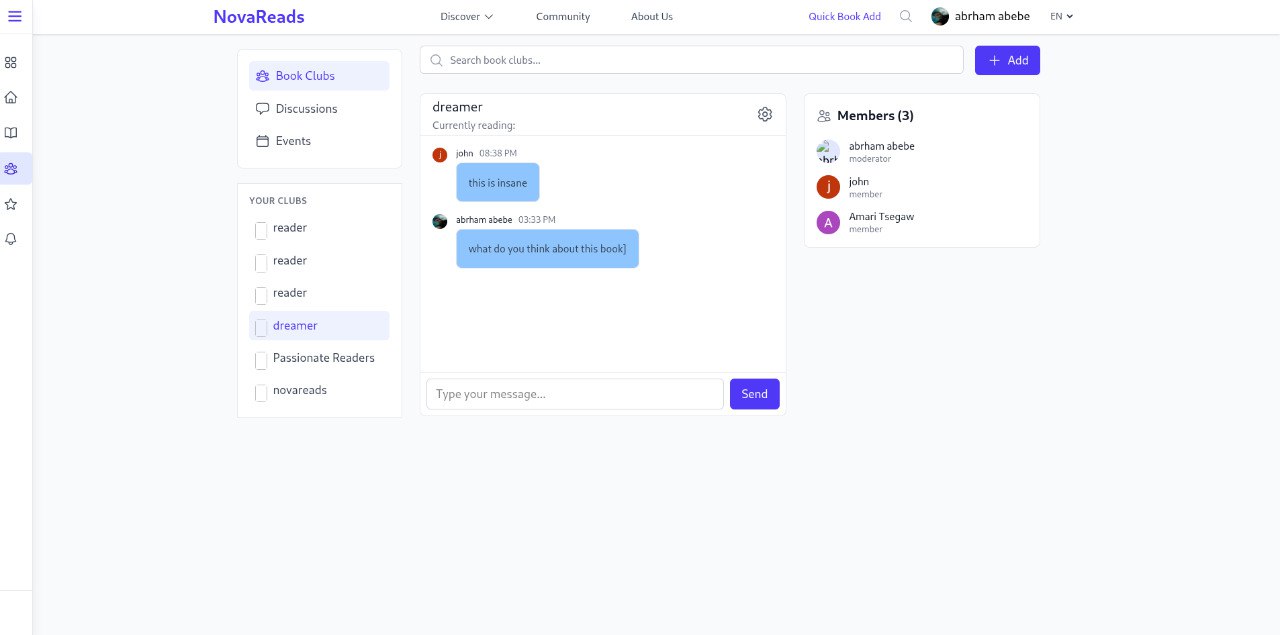 NovaReads
Discover
Community
About Us
Quick Book Add
abrham abebe
EN
Book Clubs
Discussions
Events
YOUR CLUBS
reader
reader
reader
dreamer
Passionate Readers
novareads
Search book clubs...
Add
dreamer
Currently reading:
j
john 08:38 PM
this is insane
abrham abebe 03:33 PM
what do you think about this book]
Type your message...
Send
Members (3)
abrham abebe
moderator
j
john
member
A
Amari Tsegaw
member